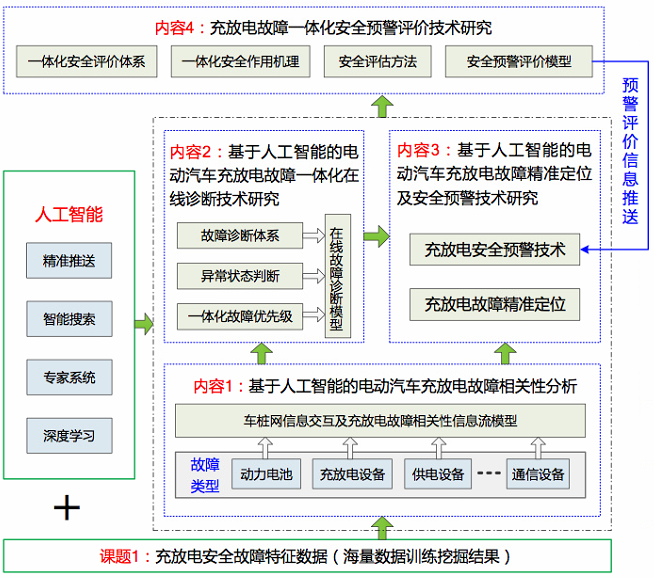 内容4：充放电故障一体化安全预警评价技术研究
一体化安全评价体系
一体化安全作用机理
安全评估方法
安全预警评价模型
预警评价信息推送
内容2：基于人工智能的电
动汽车充放电故障一体化在
线诊断技术研究
故障诊断体系
异常状态判断
一体化故障优先级
在线故障诊断模型
内容3：基于人工智能的电
动汽车充放电故障精准定位
及安全预警技术研究
充放电安全预警技术
充放电故障精准定位
人工智能
精准推送
智能搜索
专家系统
深度学习
+
内容1：基于人工智能的电动汽车充放电故障相关性分析
车桩网信息交互及充放电故障相关性信息流模型
故障
类型
动力电池
充放电设备
供电设备
通信设备
课题1：充放电安全故障特征数据（海量数据训练挖掘结果）